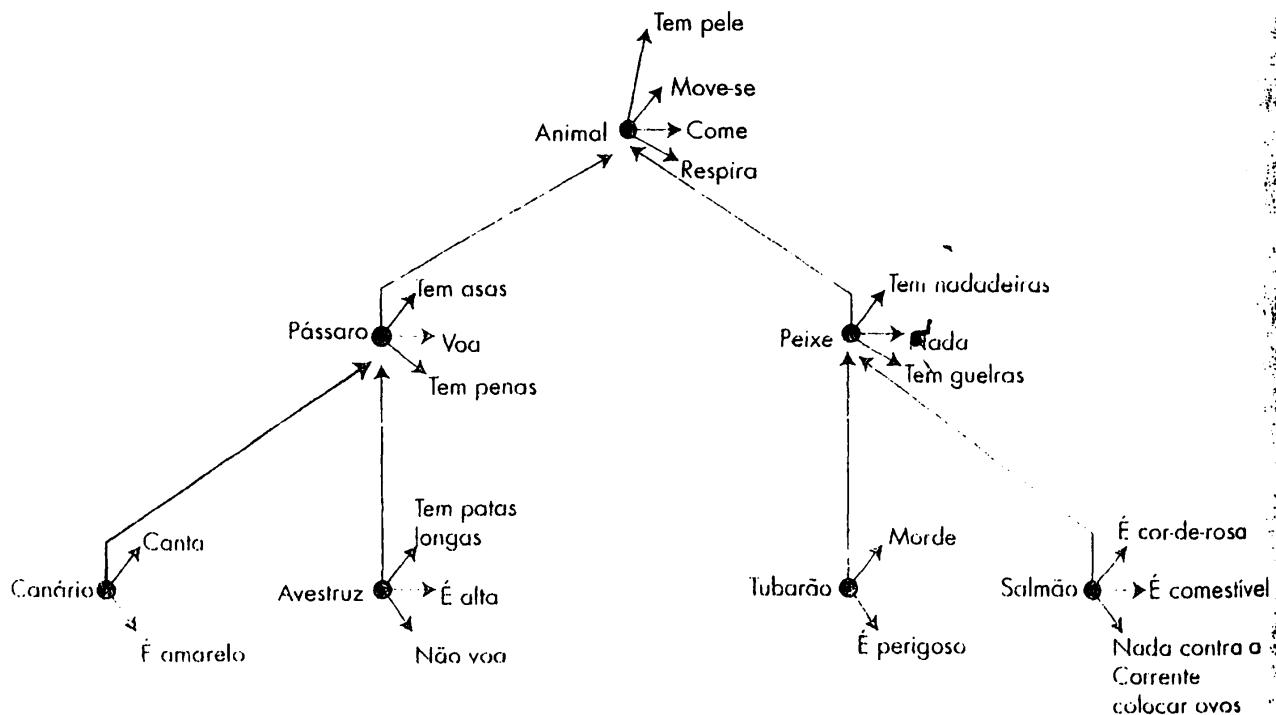 Tem pele
Move-se
Animal
Come
Respira
Tem asas
Pássaro
Voa
Tem penas
Tem nadadeiras
Peixe
Nada
Tem guelras
Canta
Canário
É amarelo
Tem patas
longas
Avestruz
É alta
Não voa
Morde
Tubarão
É perigoso
É cor-de-rosa
Salmão
É comestível
Nada contra a
Corrente
colocar ovos